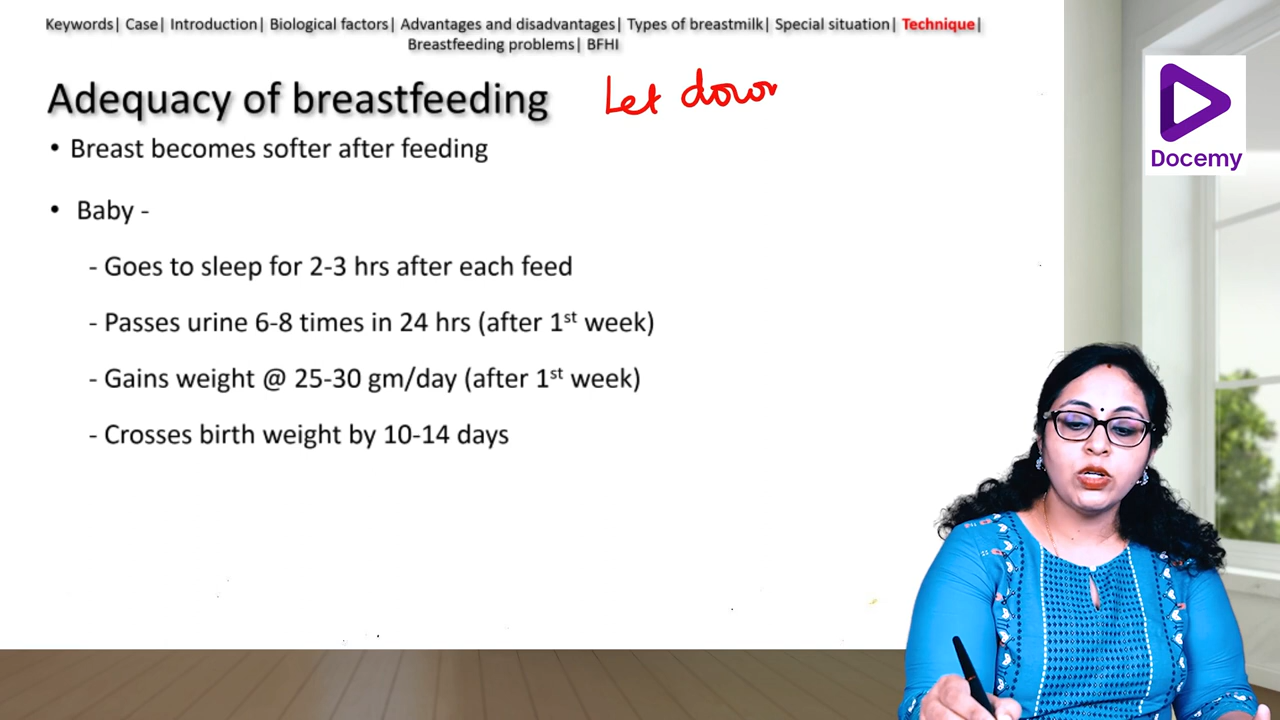 Keywords| Case| Introduction| Biological factors| Advantages and disadvantages| Types of breastmilk| Special situation| Technique|
Breastfeeding problems| BFHI
Adequacy of breastfeeding Let down
• Breast becomes softer after feeding
• Baby -
- Goes to sleep for 2-3 hrs after each feed
- Passes urine 6-8 times in 24 hrs (after 1st week)
- Gains weight @ 25-30 gm/day (after 1st week)
- Crosses birth weight by 10-14 days
Docemy